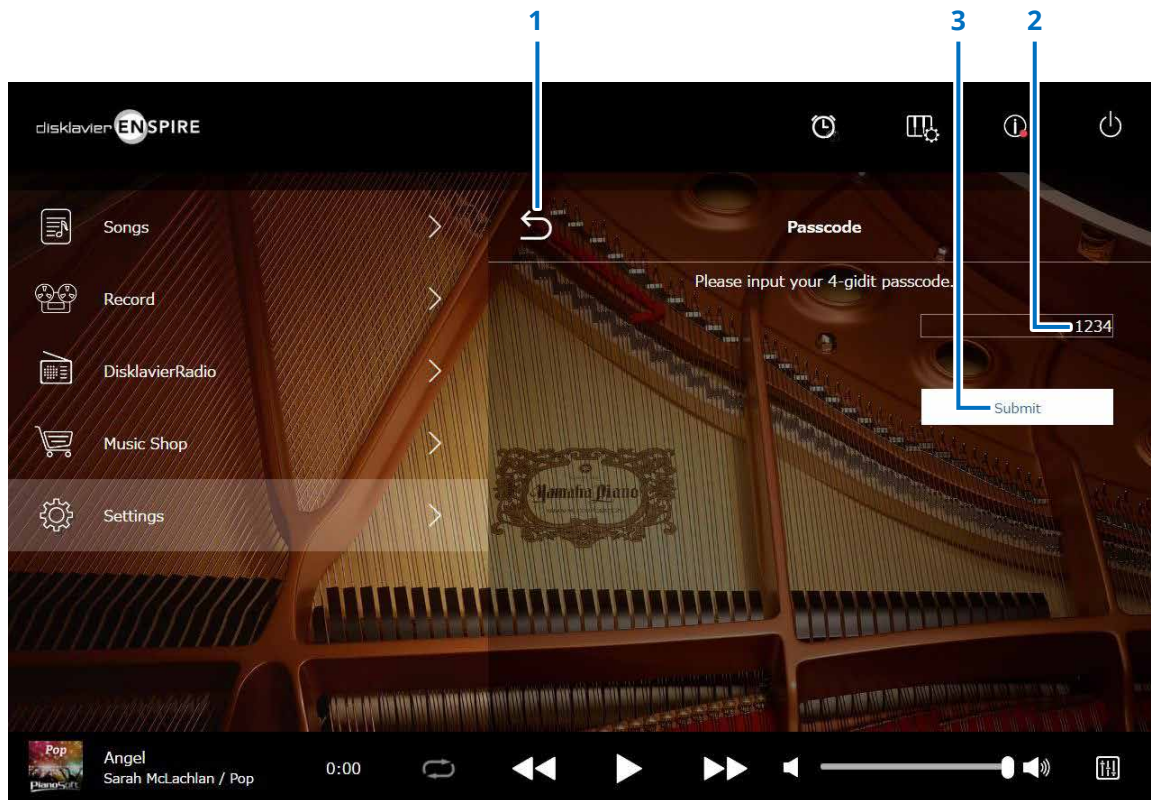 1
3
2
disklavier ENSPIRE
Songs
Record
DisklavierRadio
Music Shop
Settings
Passcode
Please input your 4-gidit passcode.
1234
Submit
Yamaha Piano
Pop
PianoSoft
Angel
Sarah McLachlan / Pop
0:00